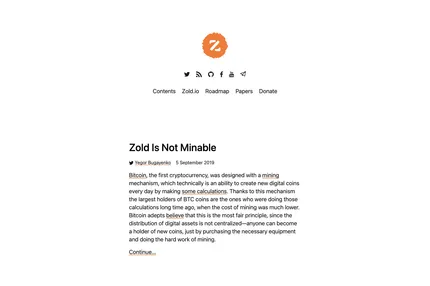 Z
Contents Zold.io Roadmap Papers Donate
Zold Is Not Minable
Yegor Bugayenko 5 September 2019
Bitcoin, the first cryptocurrency, was designed with a mining
mechanism, which technically is an ability to create new digital coins
every day by making some calculations. Thanks to this mechanism
the largest holders of BTC coins are the ones who were doing those
calculations long time ago, when the cost of mining was much lower.
Bitcoin adepts believe that this is the most fair principle, since the
distribution of digital assets is not centralized—anyone can become
a holder of new coins, just by purchasing the necessary equipment
and doing the hard work of mining.
Continue...